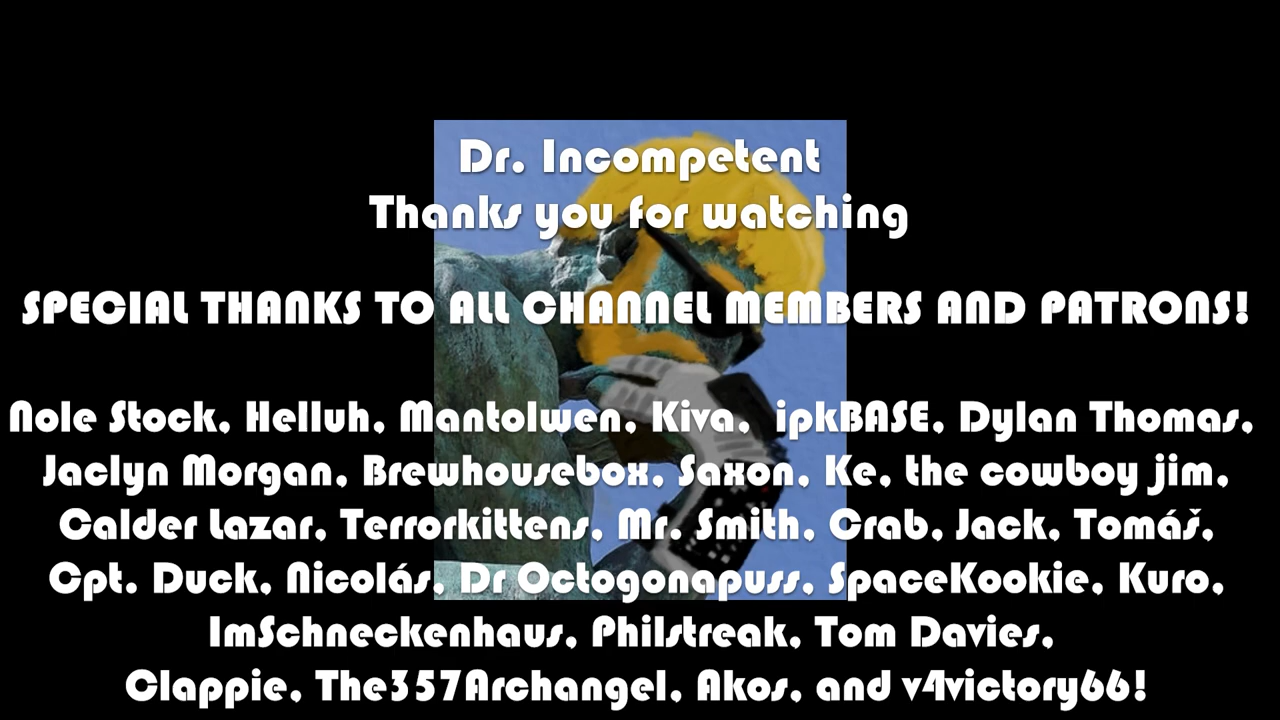 Dr. Incompetent
Thanks you for watching
SPECIAL THANKS TO ALL CHANNEL MEMBERS AND PATRONS!
Nole Stock, Helluh, Mantolwen, Kiva, ipkBASE, Dylan Thomas,
Jaclyn Morgan, Brewhousebox, Saxon, Ke, the cowboy jim,
Calder Lazar, Terrorkittens, Mr. Smith, Crab, Jack, Tomáš,
Cpt. Duck, Nicolás, Dr Octogonapuss, SpaceKookie, Kuro,
ImSchneckenhaus, Philstreak, Tom Davies,
Clappie, The357Archangel, Akos, and v4victory66!